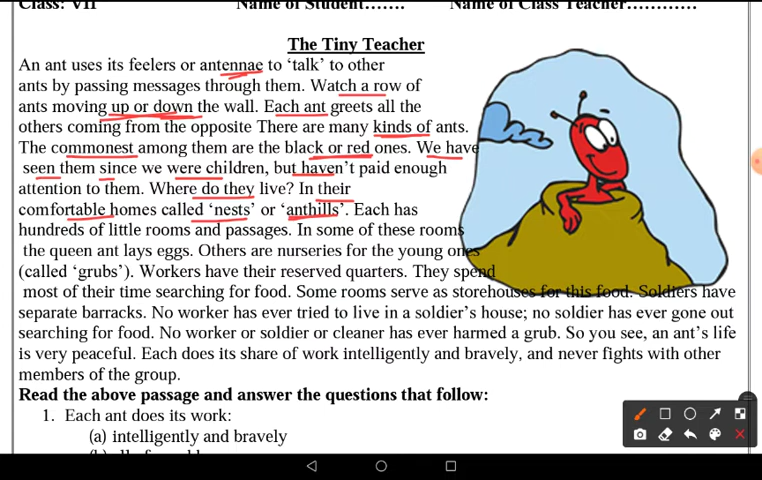 Class: VII Name of Student……. Name of Class Teacher…………
The Tiny Teacher
An ant uses its feelers or antennae to ‘talk’ to other
ants by passing messages through them. Watch a row of
ants moving up or down the wall. Each ant greets all the
others coming from the opposite There are many kinds of ants.
The commonest among them are the black or red ones. We have
seen them since we were children, but haven’t paid enough
attention to them. Where do they live? In their
comfortable homes called ‘nests’ or ‘anthills’. Each has
hundreds of little rooms and passages. In some of these rooms
the queen ant lays eggs. Others are nurseries for the young ones
(called ‘grubs’). Workers have their reserved quarters. They spend
most of their time searching for food. Some rooms serve as storehouses for this food. Soldiers have
separate barracks. No worker has ever tried to live in a soldier’s house; no soldier has ever gone out
searching for food. No worker or soldier or cleaner has ever harmed a grub. So you see, an ant’s life
is very peaceful. Each does its share of work intelligently and bravely, and never fights with other
members of the group.
Read the above passage and answer the questions that follow:
1. Each ant does its work:
(a) intelligently and bravely